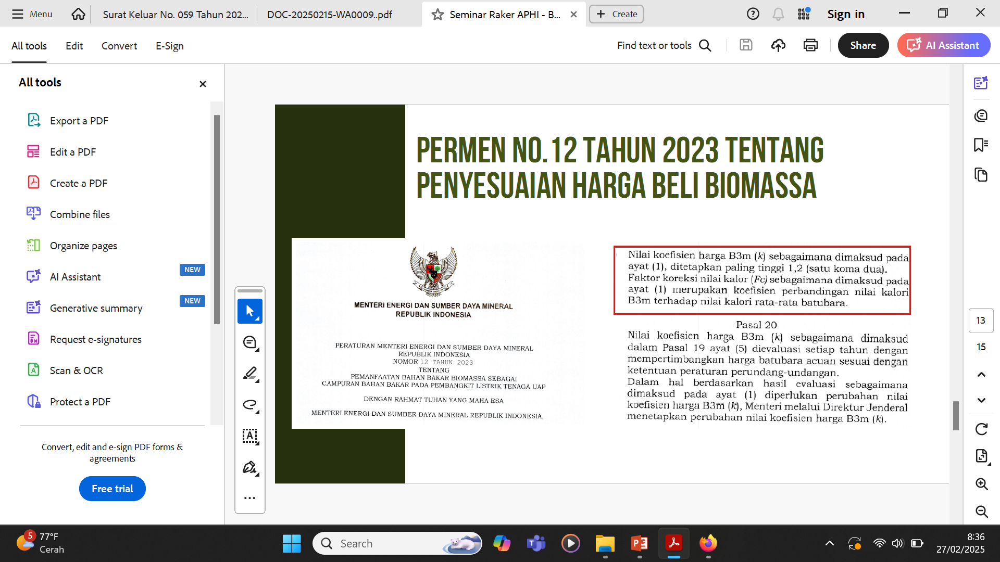 Menu
Surat Keluar No. 059 Tahun 202...
DOC-20250215-WA0009..pdf
Seminar Raker APHI - B...
Create
Sign in
All tools
Edit
Convert
E-Sign
Find text or tools
Share
AI Assistant
All tools
Export a PDF
Edit a PDF
Create a PDF
Combine files
Organize pages
AI Assistant
NEW
Generative summary
NEW
Request e-signatures
Scan & OCR
Protect a PDF
Convert, edit and e-sign PDF forms &
agreements
Free trial
PERMEN NO.12 TAHUN 2023 TENTANG
PENYESUAIAN HARGA BELI BIOMASSA
MENTERI ENERGI DAN SUMBER DAYA MINERAL
REPUBLIK INDONESIA
PERATURAN MENTERI ENERGI DAN SUMBER DAYA MINERAL
REPUBLIK INDONESIA
NOMOR 12 TAHUN 2023
TENTANG
PEMANFAATAN BAHAN BAKAR BIOMASSA SEBAGAI
CAMPURAN BAHAN BAKAR PADA PEMBANGKIT LISTRIK TENAGA UAP
DENGAN RAHMAT TUHAN YANG MAHA ESA
MENTERI ENERGI DAN SUMBER DAYA MINERAL REPUBLIK INDONESIA,
Nilai koefisien harga B3m (k) sebagaimana dimaksud pada
ayat (1), ditetapkan paling tinggi 1,2 (satu koma dua).
Faktor koreksi nilai kalor (Fc) sebagaimana dimaksud pada
ayat (1) merupakan koefisien perbandingan nilai kalori
B3m terhadap nilai kalori rata-rata batubara.
Pasal 20
Nilai koefisien harga B3m (k) sebagaimana dimaksud
dalam Pasal 19 ayat (5) dievaluasi setiap tahun dengan
mempertimbangkan harga batubara acuan sesuai dengan
ketentuan peraturan perundang-undangan.
Dalam hal berdasarkan hasil evaluasi sebagaimana
dimaksud pada ayat (1) diperlukan perubahan nilai
koefisien harga B3m (k), Menteri melalui Direktur Jenderal
menetapkan perubahan nilai koefisien harga B3m (k).
13
15
5
77°F
Cerah
Search
8:36
27/02/2025